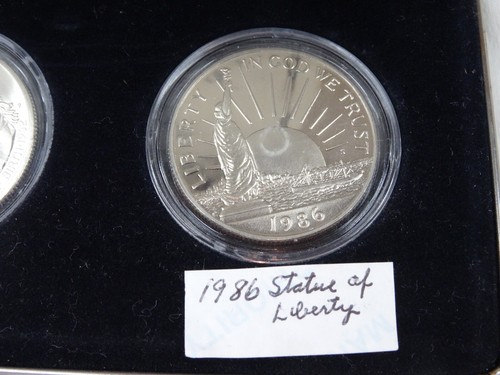 LIBERTY
IN GOD WE TRUST
1986
1986 Statue of
Liberty